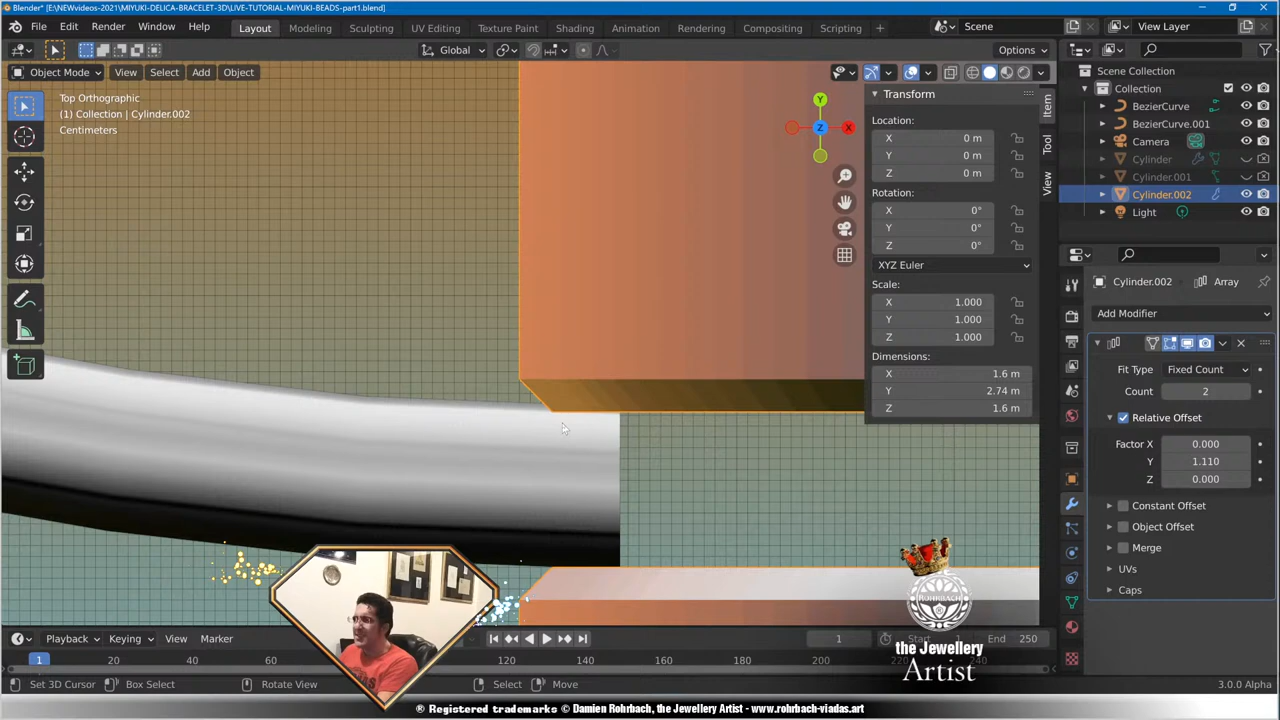 Blender* [E:\NEWvideos-2021\MIYUKI-DELICA-BRACELET-3D\LIVE-TUTORIAL-MIYUKI-BEADS-part1.blend]
File Edit Render Window Help Layout Modeling Sculpting UV Editing Texture Paint Shading Animation Rendering Compositing Scripting + Scene View Layer
Global Options
Object Mode View Select Add Object
Top Orthographic
(1) Collection | Cylinder.002
Centimeters
Y
Z
X
Transform
Location:
X 0 m
Y 0 m
Z 0 m
Rotation:
X 0°
Y 0°
Z 0°
XYZ Euler
Scale:
X 1.000
Y 1.000
Z 1.000
Dimensions:
X 1.6 m
Y 2.74 m
Z 1.6 m
Item
Tool
View
Scene Collection
Collection
BezierCurve
BezierCurve.001
Camera
Cylinder
Cylinder.001
Cylinder.002
Light
Cylinder.002 Array
Add Modifier
Fit Type Fixed Count
Count 2
Relative Offset
Factor X 0.000
Y 1.110
Z 0.000
Constant Offset
Object Offset
Merge
UVs
Caps
ROHRBACH
the Jewellery
Artist
Playback Keying View Marker 1 Start 1 End 250
1 20 40 60 120 140 160 180 200 220 240
Set 3D Cursor Box Select Rotate View Select Move 3.0.0 Alpha
® Registered trademarks © Damien Rohrbach, the Jewellery Artist - www.rohrbach-viadas.art